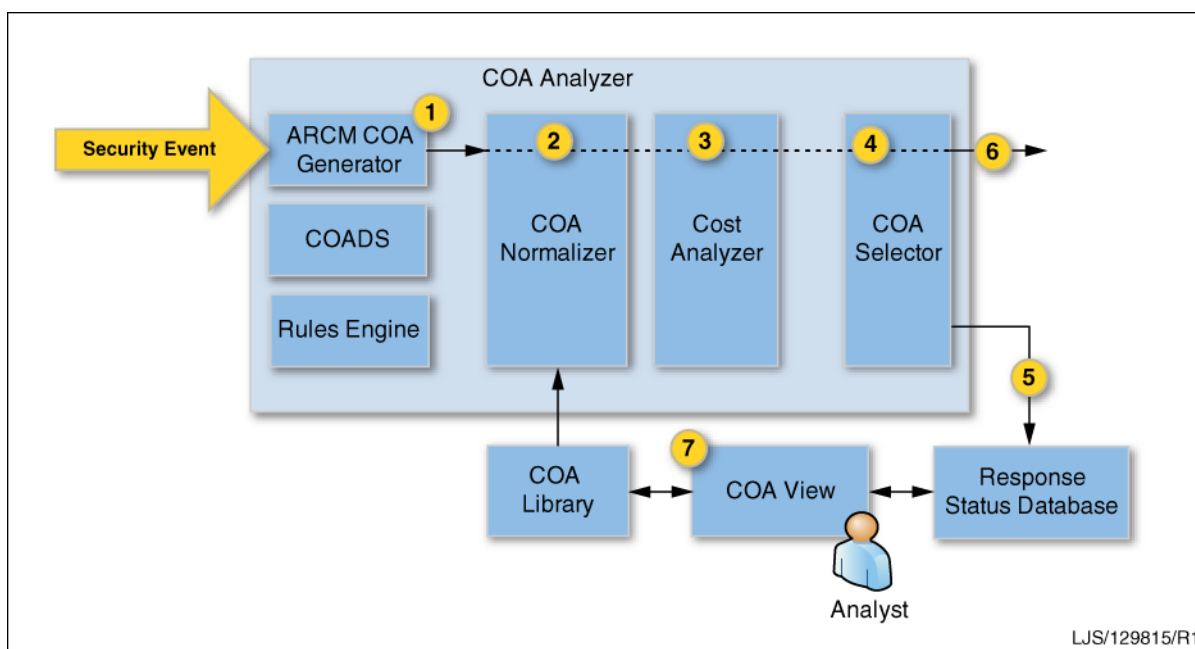 COA Analyzer
Security Event
ARCM COA
Generator
1
COADS
Rules Engine
2
COA
Normalizer
3
Cost
Analyzer
4
COA
Selector
6
5
COA
Library
7
COA View
Response
Status Database
Analyst
LJS/129815/R1